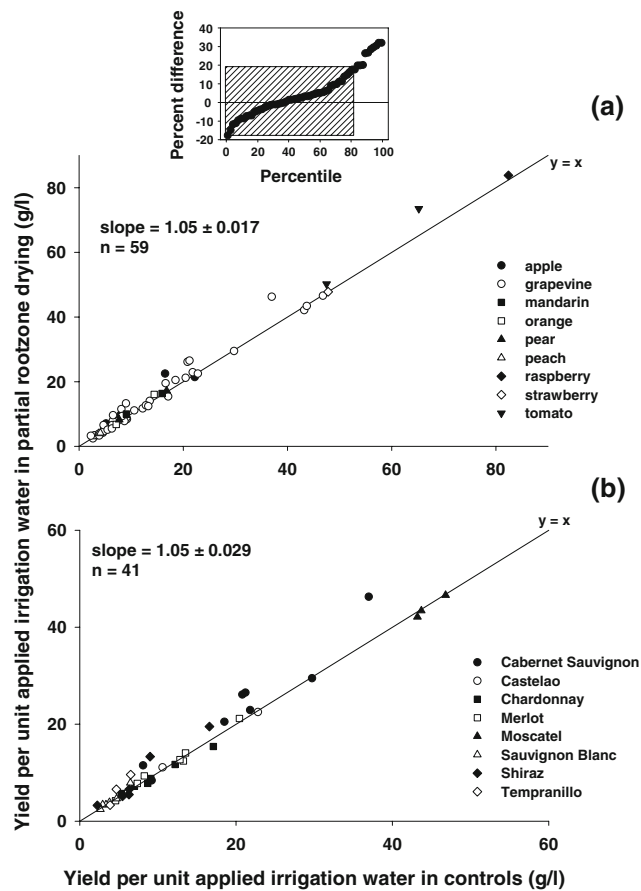 40
30
20
10
0
-10
-20
Percent difference
0 20 40 60 80 100
Percentile
(a)
y = x
slope = 1.05 ± 0.017
n = 59
80
60
40
20
0
apple
grapevine
mandarin
orange
pear
peach
raspberry
strawberry
tomato
0 20 40 60 80
Yield per unit applied irrigation water in partial rootzone drying (g/l)
(b)
y = x
slope = 1.05 ± 0.029
n = 41
60
40
20
0
Cabernet Sauvignon
Castelao
Chardonnay
Merlot
Moscatel
Sauvignon Blanc
Shiraz
Tempranillo
0 20 40 60
Yield per unit applied irrigation water in controls (g/l)